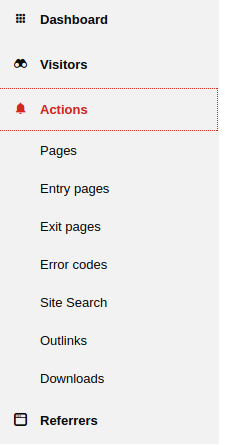 Dashboard
Visitors
Actions
Pages
Entry pages
Exit pages
Error codes
Site Search
Outlinks
Downloads
Referrers